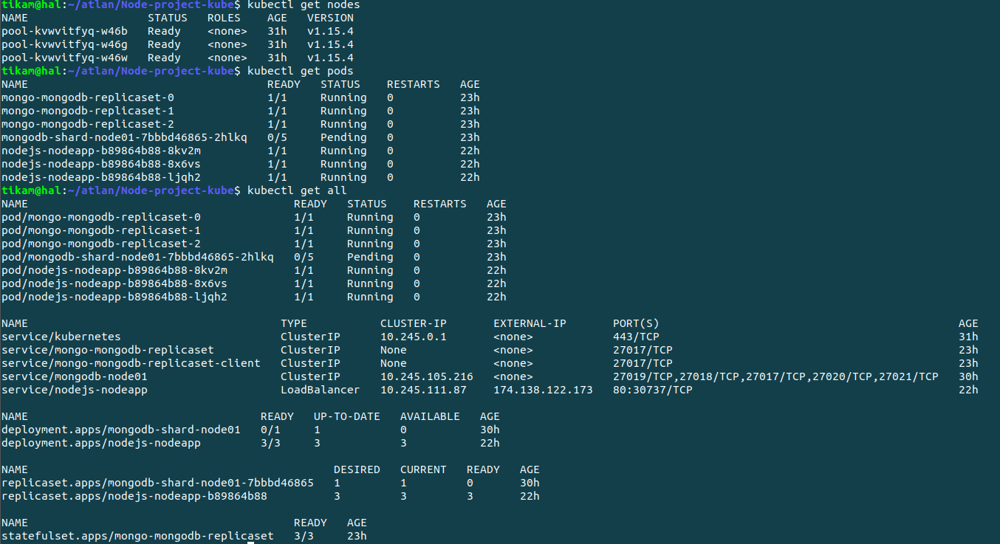 tikam@hal:~/atlan/Node-project-kube$ kubectl get nodes
NAME STATUS ROLES AGE VERSION
pool-kvwvitfyq-w46b Ready <none> 31h v1.15.4
pool-kvwvitfyq-w46g Ready <none> 31h v1.15.4
pool-kvwvitfyq-w46w Ready <none> 31h v1.15.4
tikam@hal:~/atlan/Node-project-kube$ kubectl get pods
NAME READY STATUS RESTARTS AGE
mongo-mongodb-replicaset-0 1/1 Running 0 23h
mongo-mongodb-replicaset-1 1/1 Running 0 23h
mongo-mongodb-replicaset-2 1/1 Running 0 23h
mongodb-shard-node01-7bbbd46865-2hlkq 0/5 Pending 0 23h
nodejs-nodeapp-b89864b88-8kv2m 1/1 Running 0 22h
nodejs-nodeapp-b89864b88-8x6vs 1/1 Running 0 22h
nodejs-nodeapp-b89864b88-ljqh2 1/1 Running 0 22h
tikam@hal:~/atlan/Node-project-kube$ kubectl get all
NAME READY STATUS RESTARTS AGE
pod/mongo-mongodb-replicaset-0 1/1 Running 0 23h
pod/mongo-mongodb-replicaset-1 1/1 Running 0 23h
pod/mongo-mongodb-replicaset-2 1/1 Running 0 23h
pod/mongodb-shard-node01-7bbbd46865-2hlkq 0/5 Pending 0 23h
pod/nodejs-nodeapp-b89864b88-8kv2m 1/1 Running 0 22h
pod/nodejs-nodeapp-b89864b88-8x6vs 1/1 Running 0 22h
pod/nodejs-nodeapp-b89864b88-ljqh2 1/1 Running 0 22h
NAME TYPE CLUSTER-IP EXTERNAL-IP PORT(S) AGE
service/kubernetes ClusterIP 10.245.0.1 <none> 443/TCP 31h
service/mongo-mongodb-replicaset ClusterIP None <none> 27017/TCP 23h
service/mongo-mongodb-replicaset-client ClusterIP None <none> 27017/TCP 23h
service/mongodb-node01 ClusterIP 10.245.105.216 <none> 27019/TCP,27018/TCP,27017/TCP,27020/TCP,27021/TCP 30h
service/nodejs-nodeapp LoadBalancer 10.245.111.87 174.138.122.173 80:30737/TCP 22h
NAME READY UP-TO-DATE AVAILABLE AGE
deployment.apps/mongodb-shard-node01 0/1 1 0 30h
deployment.apps/nodejs-nodeapp 3/3 3 3 22h
NAME DESIRED CURRENT READY AGE
replicaset.apps/mongodb-shard-node01-7bbbd46865 1 1 0 30h
replicaset.apps/nodejs-nodeapp-b89864b88 3 3 3 22h
NAME READY AGE
statefulset.apps/mongo-mongodb-replicaset 3/3 23h